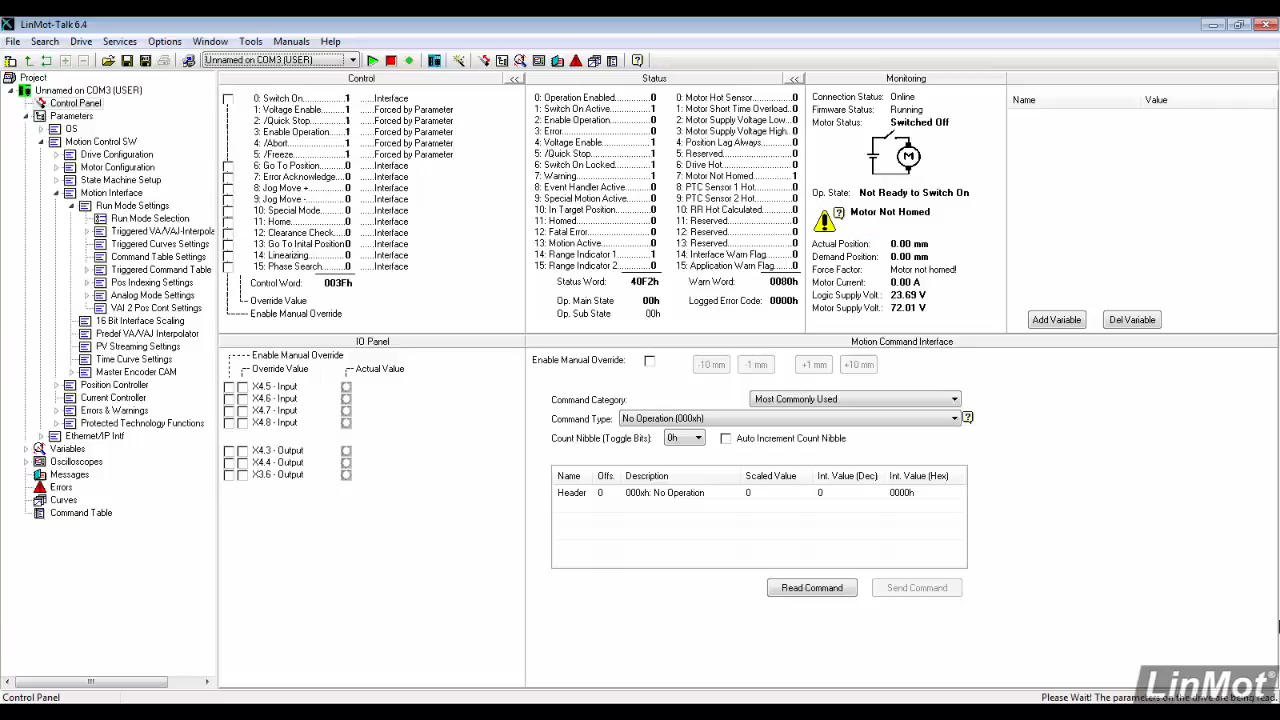 LinMot-Talk 6.4
File Search Drive Services Options Window Tools Manuals Help
Unnamed on COM3 (USER)
Project
Unnamed on COM3 (USER)
Control Panel
Parameters
OS
Motion Control SW
Drive Configuration
Motor Configuration
State Machine Setup
Motion Interface
Run Mode Settings
Run Mode Selection
Triggered VA/VAJ-Interpola
Triggered Curves Settings
Command Table Settings
Triggered Command Table
Pos Indexing Settings
Analog Mode Settings
VAI 2 Pos Cont Settings
16 Bit Interface Scaling
Predef VA/VAJ Interpolator
PV Streaming Settings
Time Curve Settings
Master Encoder CAM
Position Controller
Current Controller
Errors & Warnings
Protected Technology Functions
Ethernet/IP Intf
Variables
Oscilloscopes
Messages
Errors
Curves
Command Table
Control <<
0: Switch On........1 .....Interface
1: Voltage Enable....1 .....Forced by Parameter
2: /Quick Stop.......1 .....Forced by Parameter
3: Enable Operation..1 .....Forced by Parameter
4: /Abort............1 .....Forced by Parameter
5: /Freeze...........1 .....Forced by Parameter
6: Go To Position....0 .....Interface
7: Error Acknowledge..0 .....Interface
8: Jog Move +........0 .....Interface
9: Jog Move -........0 .....Interface
10: Special Mode.....0 .....Interface
11: Home.............0 .....Interface
12: Clearance Check...0 .....Interface
13: Go To Inital Position0 .....Interface
14: Linearizing......0 .....Interface
15: Phase Search.....0 .....Interface
Control Word: 003Fh
Override Value
Enable Manual Override
Status <<
0: Operation Enabled....0
1: Switch On Active.....1
2: Enable Operation.....0
3: Error................0
4: Voltage Enable.......1
5: /Quick Stop..........1
6: Switch On Locked.....0
7: Warning..............1
8: Event Handler Active..0
9: Special Motion Active..0
10: In Target Position...0
11: Homed...............0
12: Fatal Error..........0
13: Motion Active........0
14: Range Indicator 1....1
15: Range Indicator 2....0
Status Word: 40F2h
Op. Main State 00h
Op. Sub State 00h
0: Motor Hot Sensor.......0
1: Motor Short Time Overload..0
2: Motor Supply Voltage Low...0
3: Motor Supply Voltage High..0
4: Position Lag Always....0
5: Reserved...............0
6: Drive Hot..............0
7: Motor Not Homed........1
8: PTC Sensor 1 Hot.......0
9: PTC Sensor 2 Hot.......0
10: RR Hot Calculated.....0
11: Reserved..............0
12: Reserved..............0
13: Reserved..............0
14: Interface Warn Flag...0
15: Application Warn Flag..0
Warn Word: 0080h
Logged Error Code: 0000h
Monitoring
Connection Status: Online
Firmware Status: Running
Motor Status: Switched Off
M
Op. State: Not Ready to Switch On
Motor Not Homed
Actual Position: 0.00 mm
Demand Position: 0.00 mm
Force Factor: Motor not homed!
Motor Current: 0.00 A
Logic Supply Volt.: 23.69 V
Motor Supply Volt.: 72.01 V
Name Value
Add Variable Del Variable
IO Panel
Enable Manual Override
Override Value Actual Value
X4.5 - Input
X4.6 - Input
X4.7 - Input
X4.8 - Input
X4.3 - Output
X4.4 - Output
X3.6 - Output
Motion Command Interface
Enable Manual Override: -10 mm -1 mm +1 mm +10 mm
Command Category: Most Commonly Used
Command Type: No Operation (000xh)
Count Nibble (Toggle Bits): 0h Auto Increment Count Nibble
Name Offs. Description Scaled Value Int. Value (Dec) Int. Value (Hex)
Header 0 000xh: No Operation 0 0 0000h
Read Command Send Command
LinMot®
Control Panel
Please Wait! The parameters on the drive are being read.